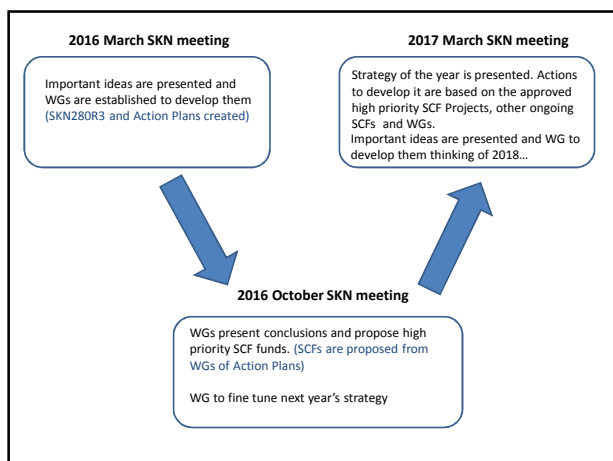 2016 March SKN meeting
Important ideas are presented and
WGs are established to develop them
(SKN280R3 and Action Plans created)
2017 March SKN meeting
Strategy of the year is presented. Actions
to develop it are based on the approved
high priority SCF Projects, other ongoing
SCFs and WGs.
Important ideas are presented and WG to
develop them thinking of 2018…
2016 October SKN meeting
WGs present conclusions and propose high
priority SCF funds. (SCFs are proposed from
WGs of Action Plans)
WG to fine tune next year’s strategy